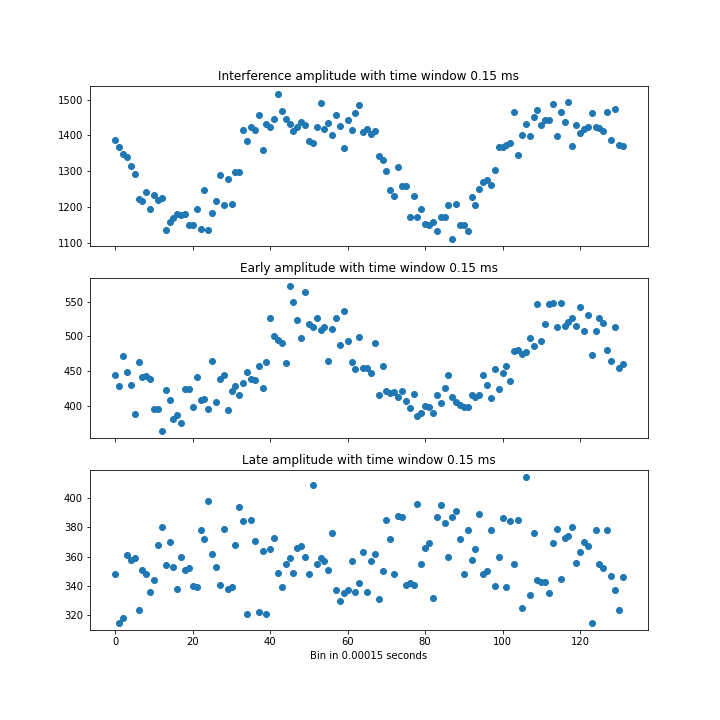 Interference amplitude with time window 0.15 ms
1500
1400
1300
1200
1100
Early amplitude with time window 0.15 ms
550
500
450
400
Late amplitude with time window 0.15 ms
400
380
360
340
320
0 20 40 60 80 100 120
Bin in 0.00015 seconds